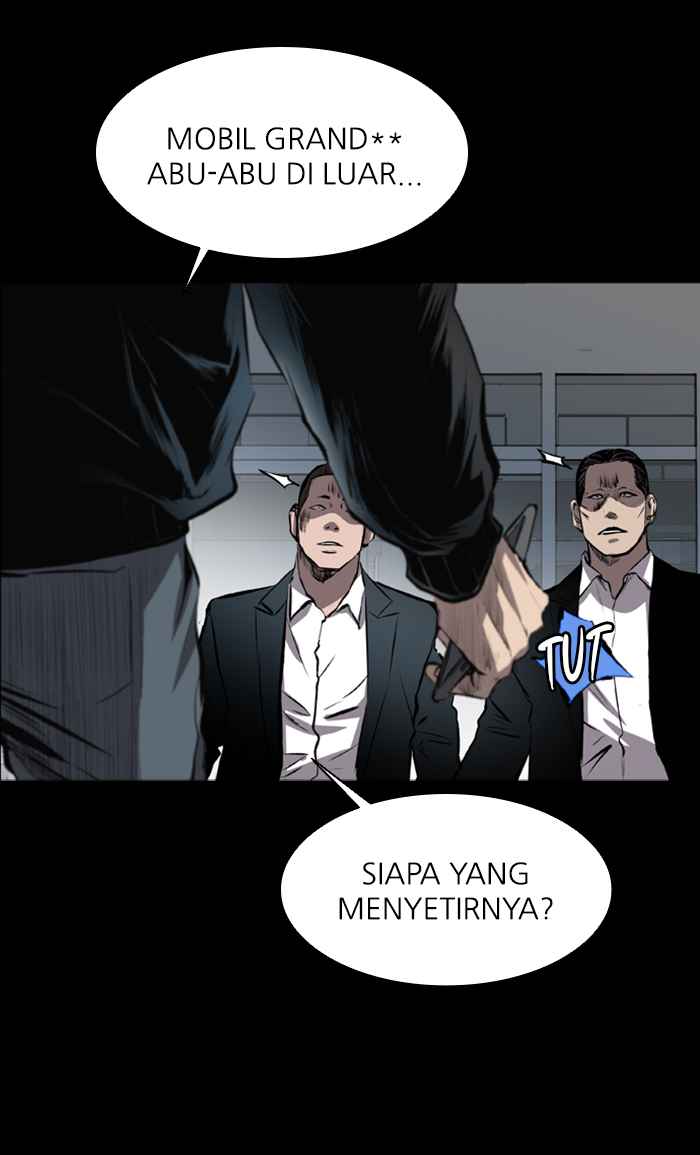 MOBIL GRAND**
ABU-ABU DI LUAR...
TUT
SIAPA YANG
MENYETIRNYA?